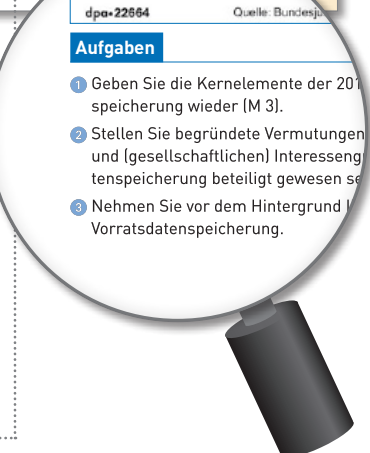 dpa•22664 Quelle: Bundesju
Aufgaben
1 Geben Sie die Kernelemente der 201
speicherung wieder (M 3).
2 Stellen Sie begründete Vermutungen
und (gesellschaftlichen) Interesseng
tenspeicherung beteiligt gewesen se
3 Nehmen Sie vor dem Hintergrund I
Vorratsdatenspeicherung.